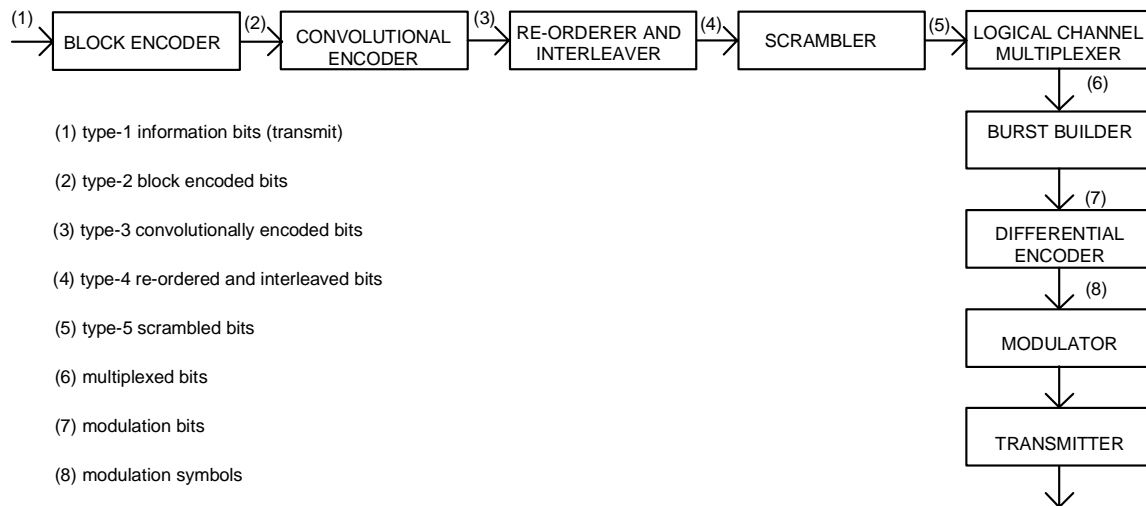 (1)
BLOCK ENCODER
(2)
CONVOLUTIONAL
ENCODER
(3)
RE-ORDERER AND
INTERLEAVER
(4)
SCRAMBLER
(5)
LOGICAL CHANNEL
MULTIPLEXER
(6)
BURST BUILDER
(7)
DIFFERENTIAL
ENCODER
(8)
MODULATOR
TRANSMITTER
(1) type-1 information bits (transmit)
(2) type-2 block encoded bits
(3) type-3 convolutionally encoded bits
(4) type-4 re-ordered and interleaved bits
(5) type-5 scrambled bits
(6) multiplexed bits
(7) modulation bits
(8) modulation symbols